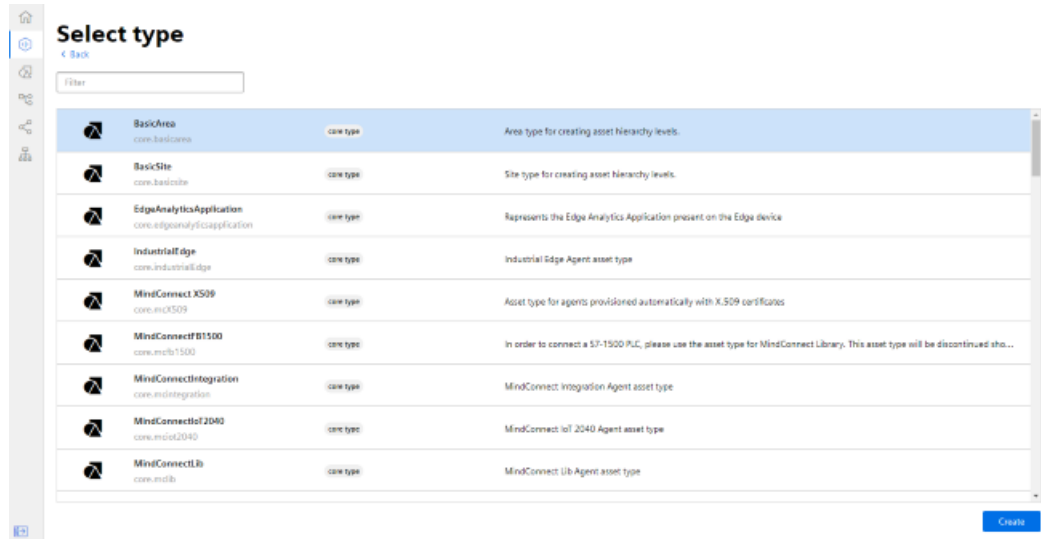 Select type
< Back
Filter
BasicArea
core.basicarea
core type
Area type for creating asset hierarchy levels.
BasicSite
core.basicsite
core type
Site type for creating asset hierarchy levels.
EdgeAnalyticsApplication
core.edgeanalyticsapplication
core type
Represents the Edge Analytics Application present on the Edge device
IndustrialEdge
core.industrialEdge
core type
Industrial Edge Agent asset type
MindConnect X509
core.mcX509
core type
Asset type for agents provisioned automatically with X.509 certificates
MindConnectFB1500
core.mcfb1500
core type
In order to connect a S7-1500 PLC, please use the asset type for MindConnect Library. This asset type will be discontinued sho...
MindConnectIntegration
core.mcintegration
core type
MindConnect Integration Agent asset type
MindConnectIoT2040
core.mciot2040
core type
MindConnect IoT 2040 Agent asset type
MindConnectLib
core.mclib
core type
MindConnect Lib Agent asset type
Create